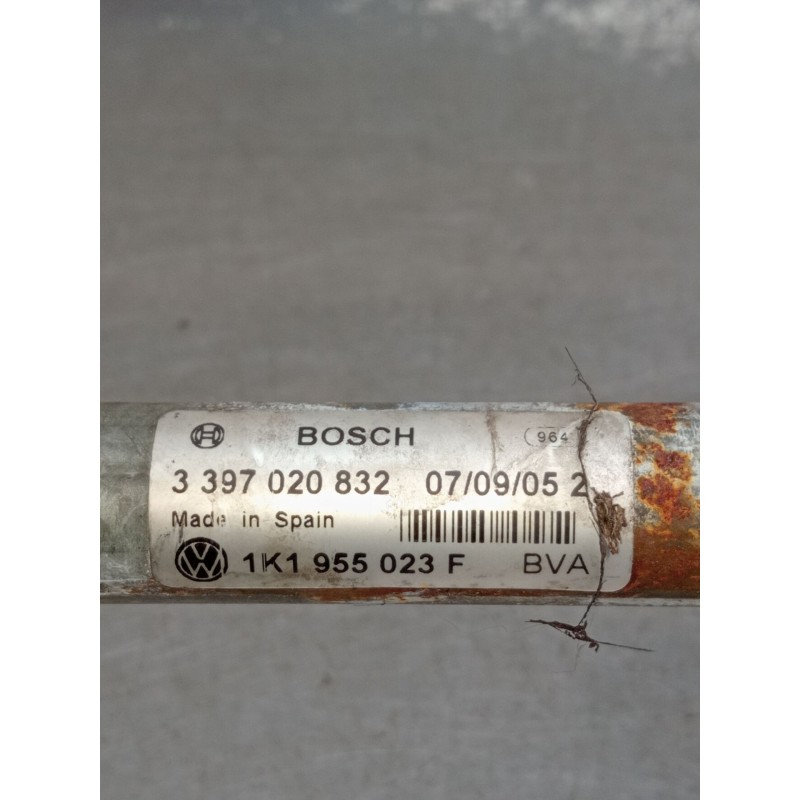 BOSCH 964
3 397 020 832 07/09/05 2
Made in Spain
1K1 955 023 F BVA